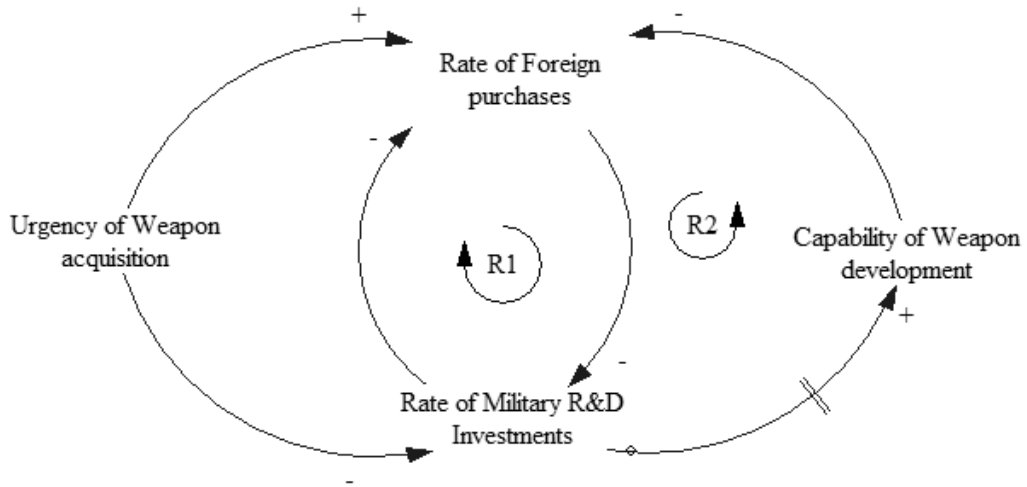 +
-
Rate of Foreign
purchases
-
Urgency of Weapon
acquisition
R1
R2
Capability of Weapon
development
+
-
Rate of Military R&D
Investments
-